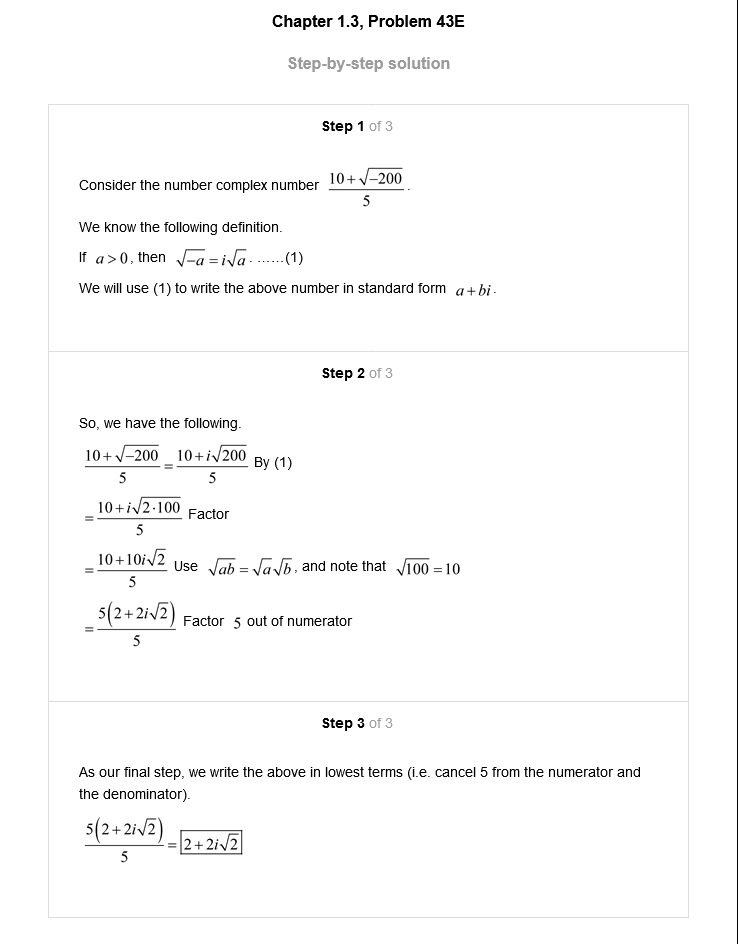 Chapter 1.3, Problem 43E
Step-by-step solution
Step 1 of 3
Consider the number complex number \frac{10+\sqrt{-200}}{5}.
We know the following definition.
If a>0, then \sqrt{-a}=i\sqrt{a}. ……(1)
We will use (1) to write the above number in standard form a+bi.
Step 2 of 3
So, we have the following.
\frac{10+\sqrt{-200}}{5}=\frac{10+i\sqrt{200}}{5} By (1)
=\frac{10+i\sqrt{2·100}}{5} Factor
=\frac{10+10i\sqrt{2}}{5} Use \sqrt{ab}=\sqrt{a}\sqrt{b}, and note that \sqrt{100}=10
=\frac{5(2+2i\sqrt{2})}{5} Factor 5 out of numerator
Step 3 of 3
As our final step, we write the above in lowest terms (i.e. cancel 5 from the numerator and
the denominator).
\frac{5(2+2i\sqrt{2})}{5}=2+2i\sqrt{2}